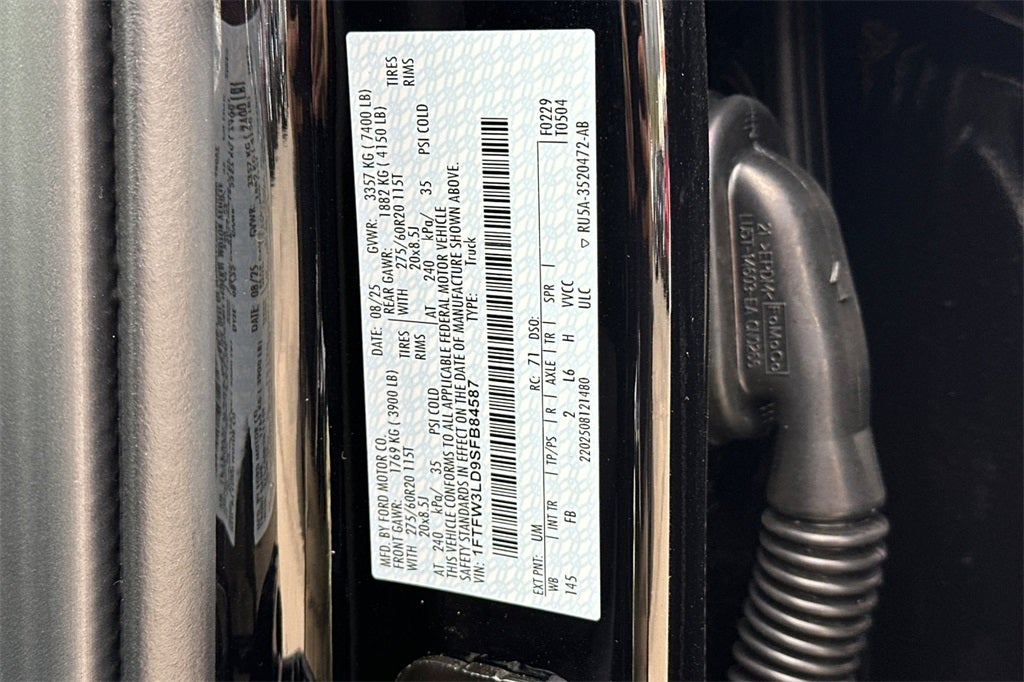 MFD. BY FORD MOTOR CO.
DATE: 08/25 GVWR: 3357 KG ( 7400 LB)
FRONT GAWR: 1769 KG ( 3900 LB) REAR GAWR: 1882 KG ( 4150 LB)
WITH 275/60R20 115T TIRES WITH 275/60R20 115T TIRES
20x8.5J RIMS 20x8.5J RIMS
AT 240 kPa/ 35 PSI COLD AT 240 kPa/ 35 PSI COLD
THIS VEHICLE CONFORMS TO ALL APPLICABLE FEDERAL MOTOR VEHICLE
SAFETY STANDARDS IN EFFECT ON THE DATE OF MANUFACTURE SHOWN ABOVE.
VIN: 1FTFW3LD9SFB84587 TYPE: Truck
EXT PNT: UM RC: 71 DSO: F0229
WB INT TR TP/PS R AXLE TR SPR T0504
145 FB 2 L6 H VVCC
2202508121480 ULC ▽ RU5A-3520472-AB
21 >EPDM<
FoMoCo